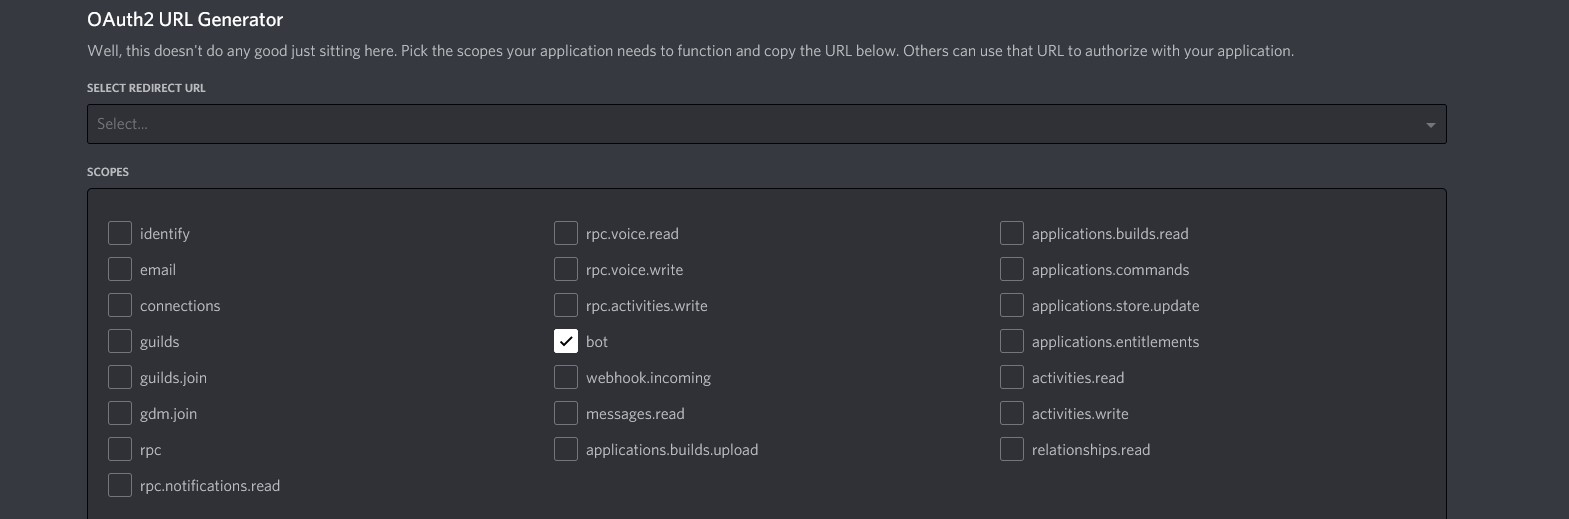 OAuth2 URL Generator
Well, this doesn't do any good just sitting here. Pick the scopes your application needs to function and copy the URL below. Others can use that URL to authorize with your application.
SELECT REDIRECT URL
Select...
SCOPES
identify
email
connections
guilds
guilds.join
gdm.join
rpc
rpc.notifications.read
rpc.voice.read
rpc.voice.write
rpc.activities.write
bot
webhook.incoming
messages.read
applications.builds.upload
applications.builds.read
applications.commands
applications.store.update
applications.entitlements
activities.read
activities.write
relationships.read